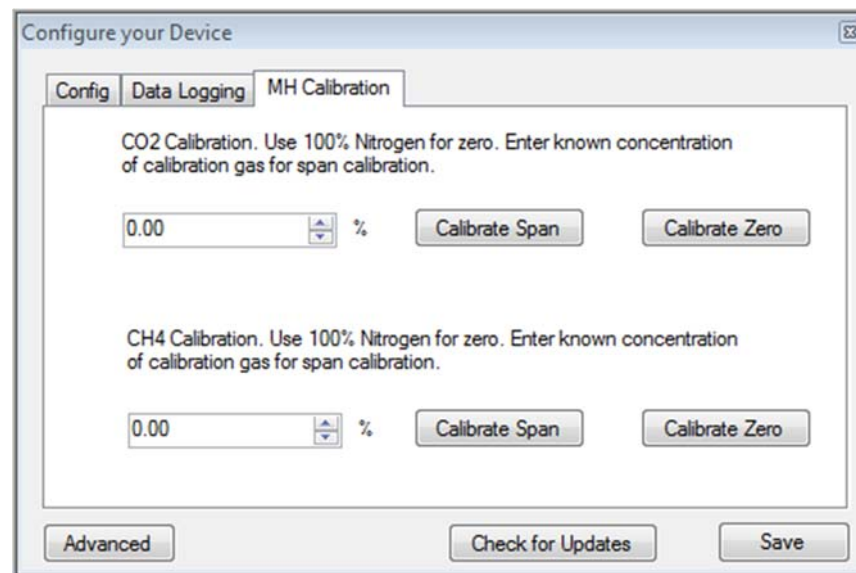 Configure your Device
Config Data Logging MH Calibration
CO2 Calibration. Use 100% Nitrogen for zero. Enter known concentration
of calibration gas for span calibration.
0.00 % Calibrate Span Calibrate Zero
CH4 Calibration. Use 100% Nitrogen for zero. Enter known concentration
of calibration gas for span calibration.
0.00 % Calibrate Span Calibrate Zero
Advanced Check for Updates Save